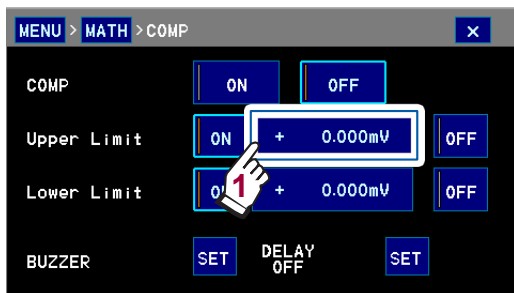 MENU > MATH > COMP ×
COMP ON OFF
Upper Limit ON + 0.000mV OFF
Lower Limit + 0.000mV OFF
1
BUZZER SET DELAY OFF SET